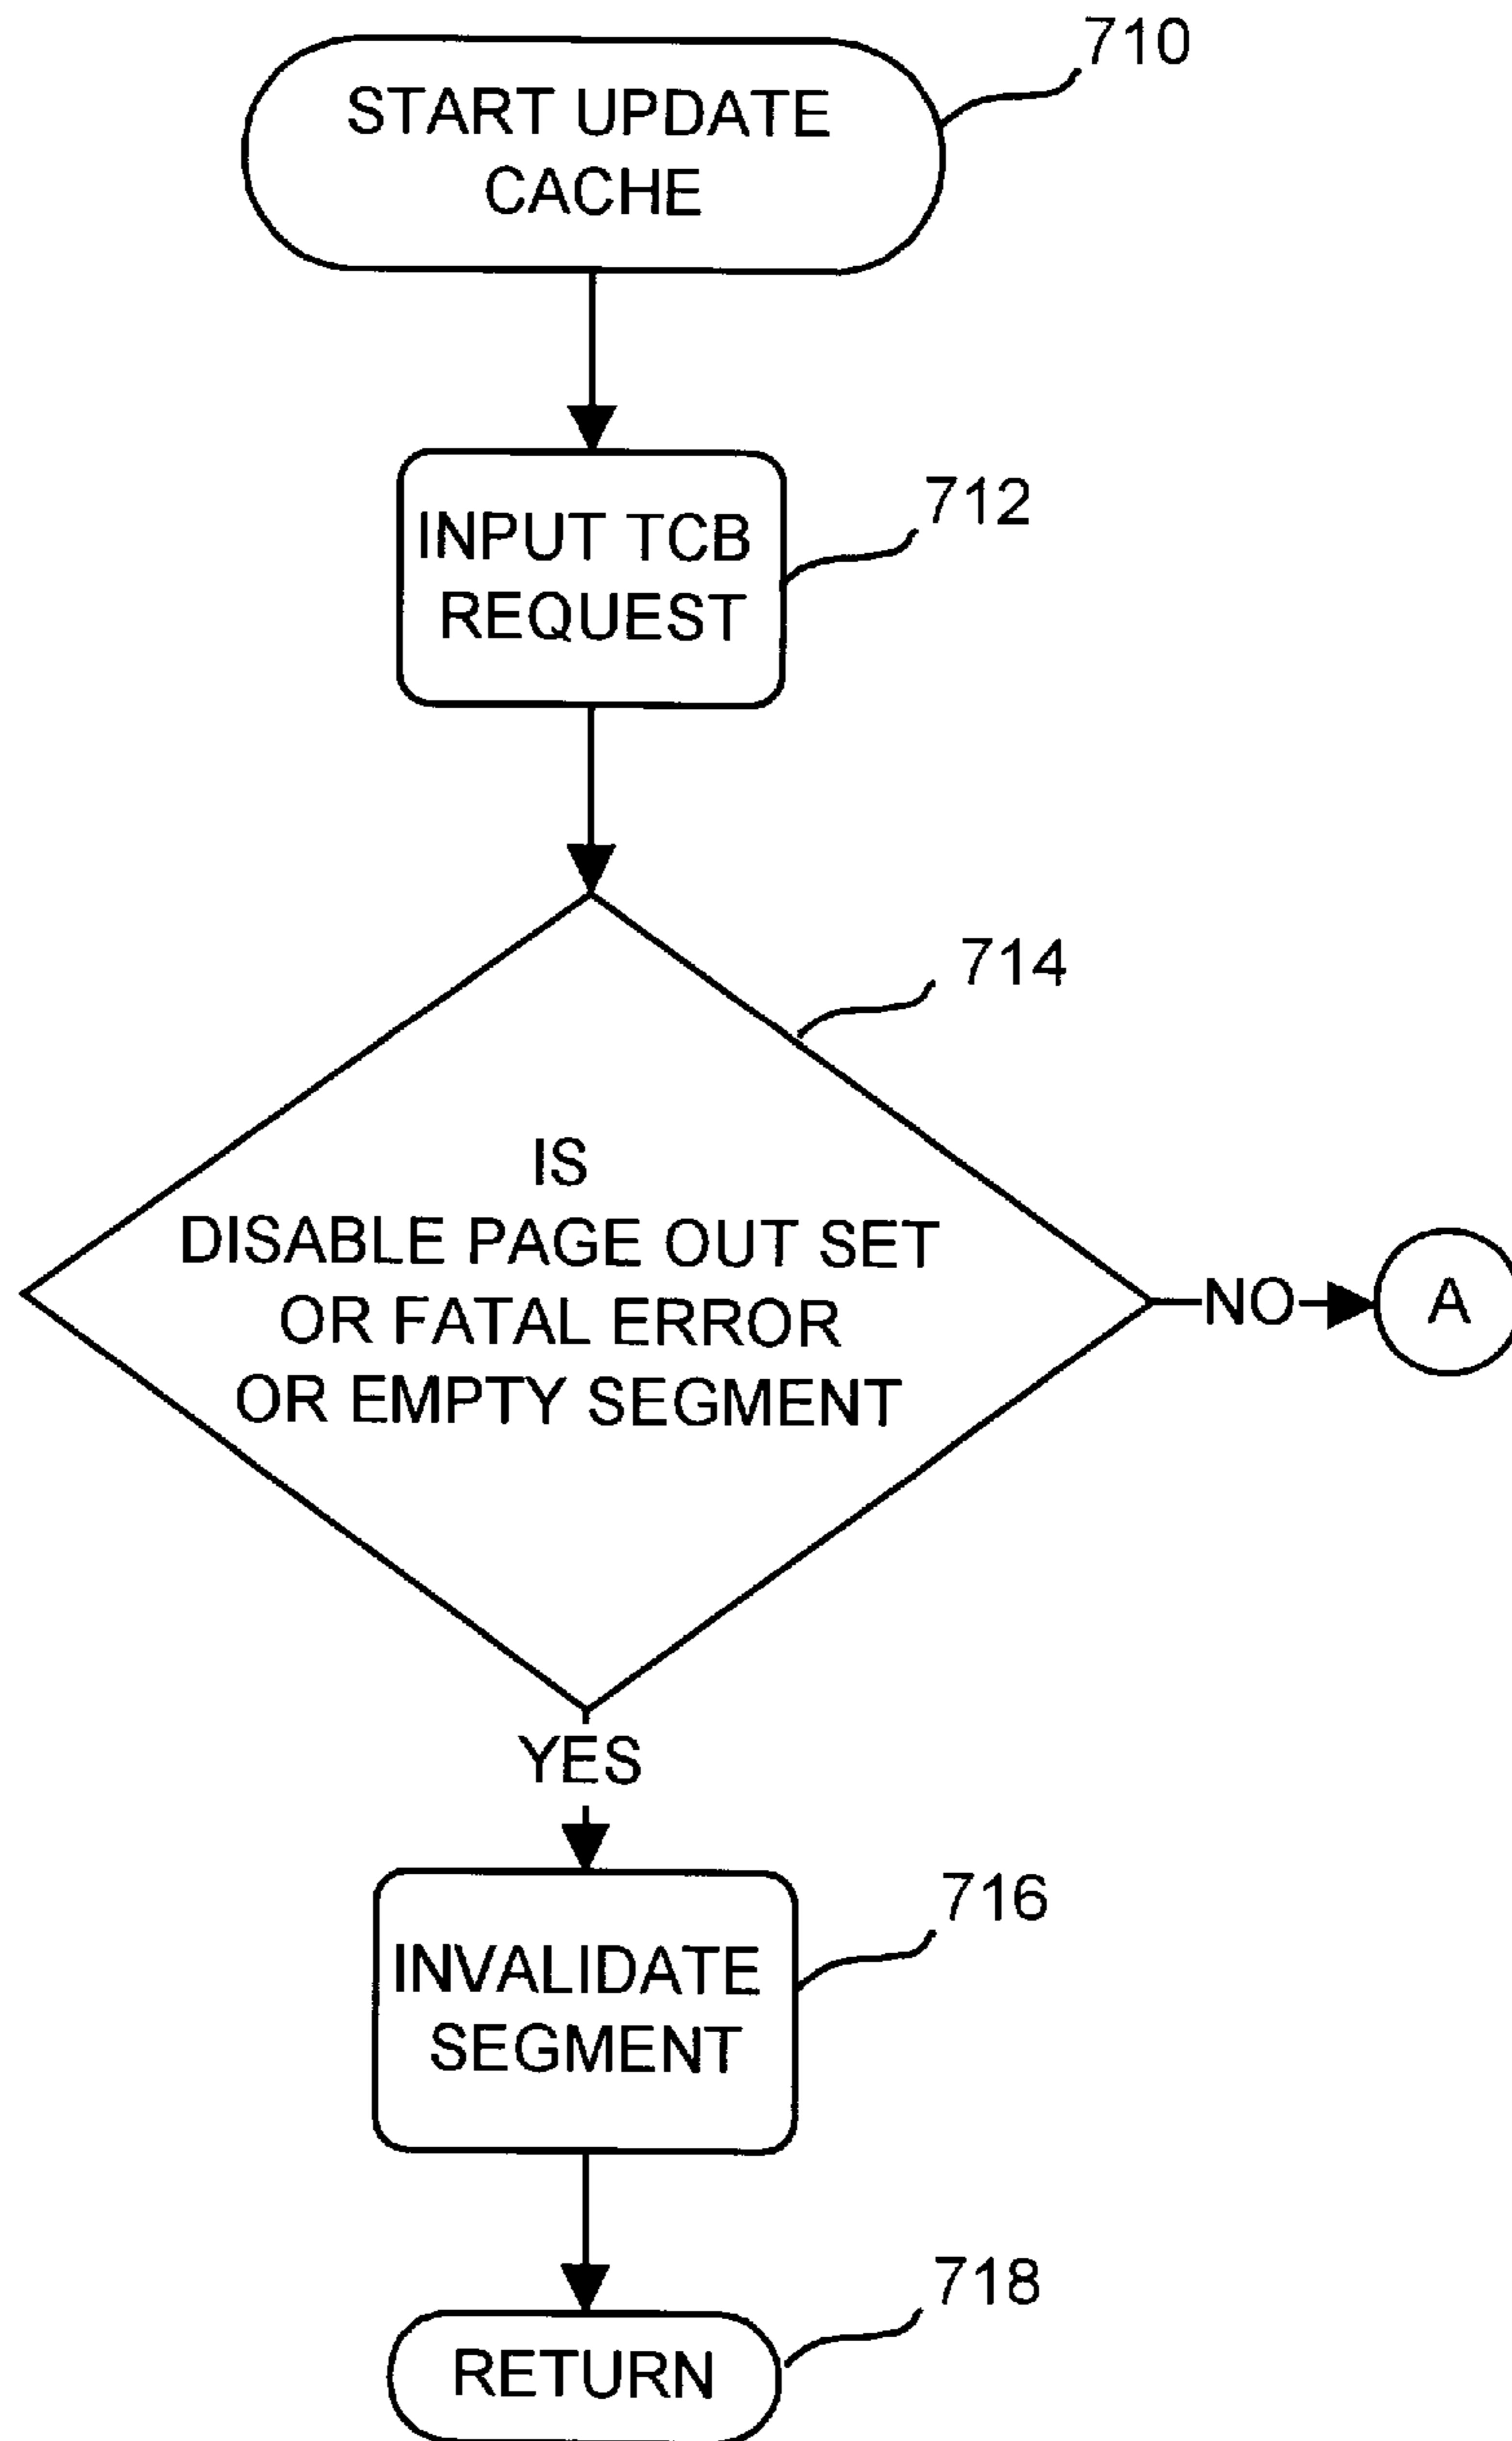 710
START UPDATE
CACHE
712
INPUT TCB
REQUEST
714
IS
DISABLE PAGE OUT SET
OR FATAL ERROR
OR EMPTY SEGMENT
NO
A
YES
716
INVALIDATE
SEGMENT
718
RETURN